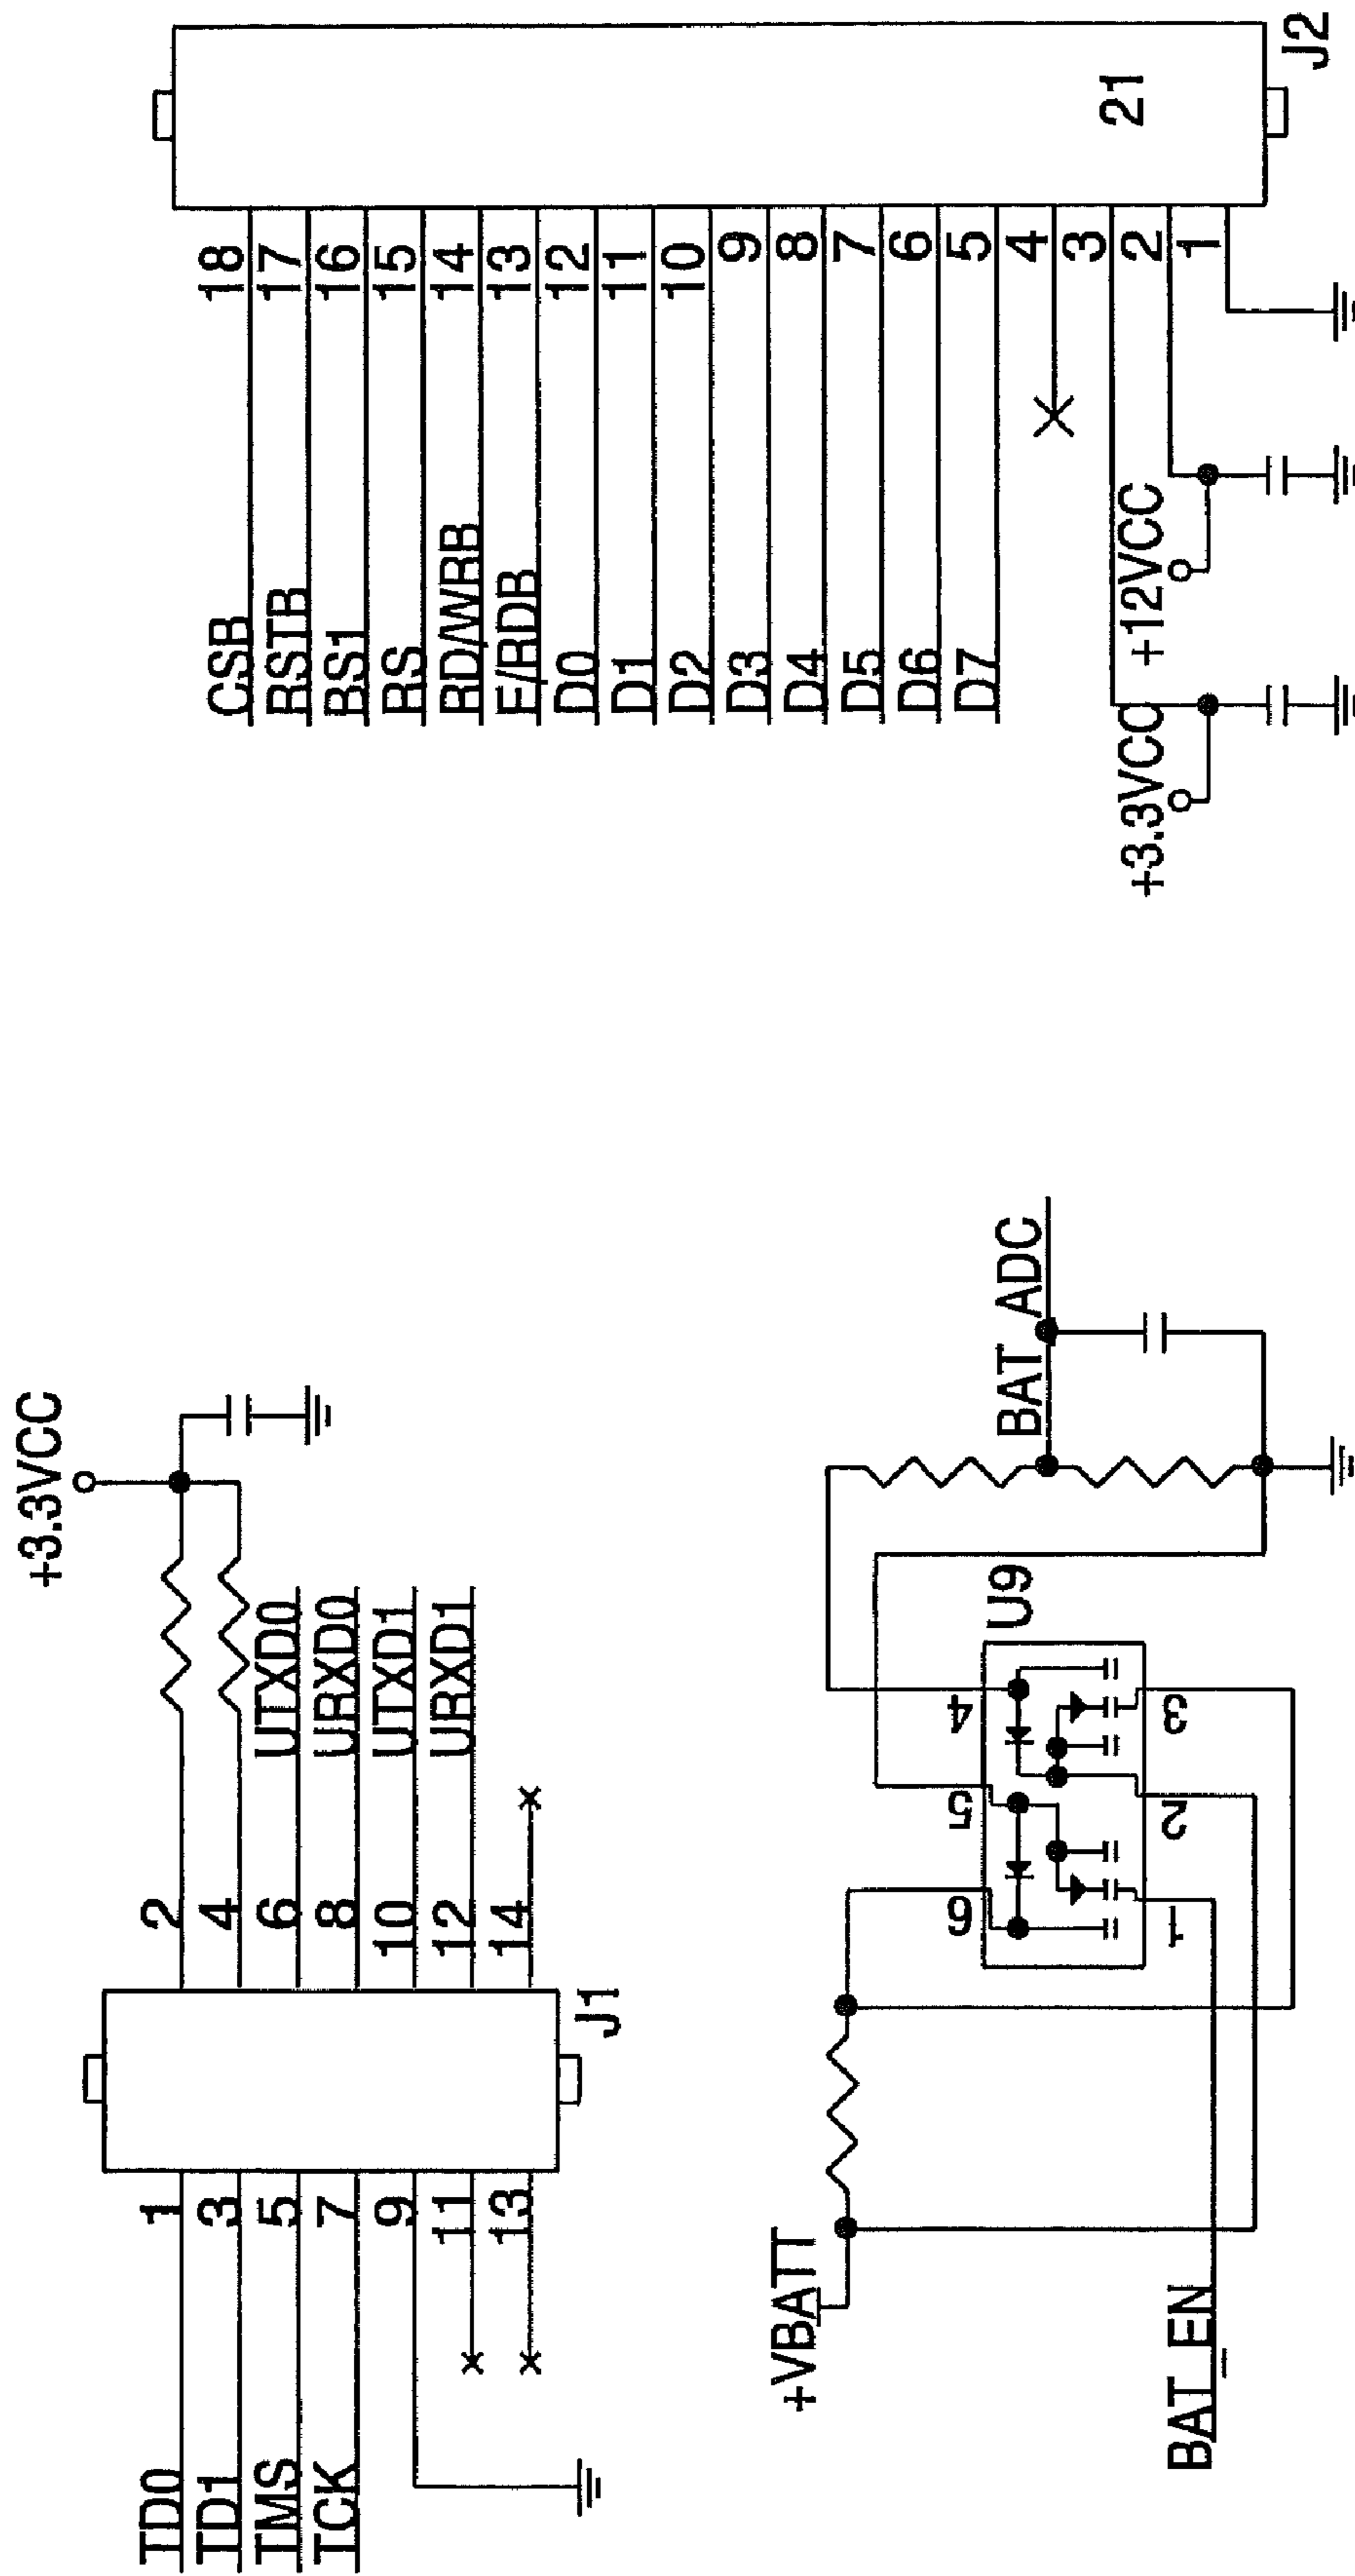 +3.3VCC
TDO
TDI
TMS
TCK
1
3
5
7
9
11
13
2
4
6
8
10
12
14
UTXD0
URXD0
UTXD1
URXD1
J1
+VBATT
BAT_EN
6
5
4
1
2
3
U9
BAT_ADC
CSB
RSTB
BS1
RS
RD/WRB
E/RDB
D0
D1
D2
D3
D4
D5
D6
D7
18
17
16
15
14
13
12
11
10
9
8
7
6
5
4
3
2
1
21
+3.3VCC
+12VCC
J2